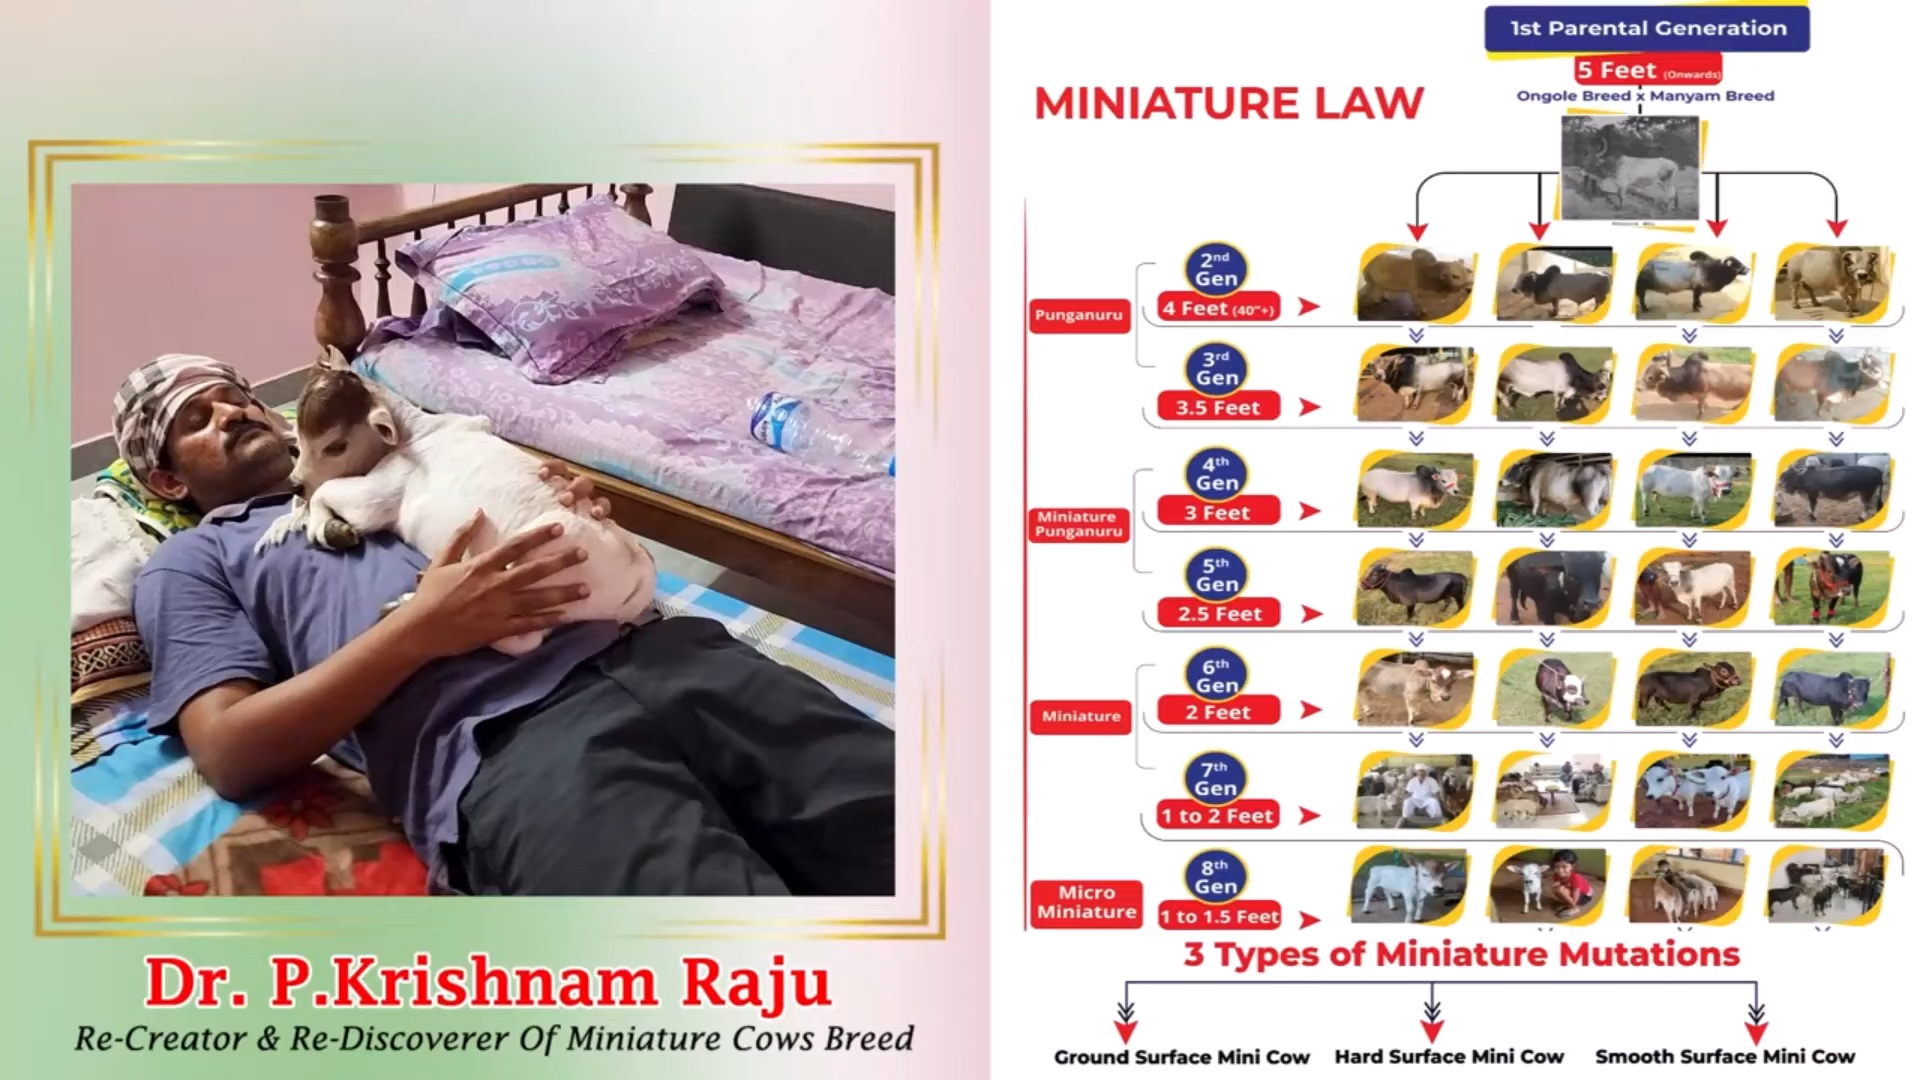 Dr. P.Krishnam Raju
Re-Creator & Re-Discoverer Of Miniature Cows Breed
MINIATURE LAW
1st Parental Generation
5 Feet (Onwards)
Ongole Breed x Manyam Breed
Punganuru
2nd Gen
4 Feet (40"+)
3rd Gen
3.5 Feet
Miniature
Punganuru
4th Gen
3 Feet
5th Gen
2.5 Feet
Miniature
6th Gen
2 Feet
7th Gen
1 to 2 Feet
Micro
Miniature
8th Gen
1 to 1.5 Feet
3 Types of Miniature Mutations
Ground Surface Mini Cow
Hard Surface Mini Cow
Smooth Surface Mini Cow